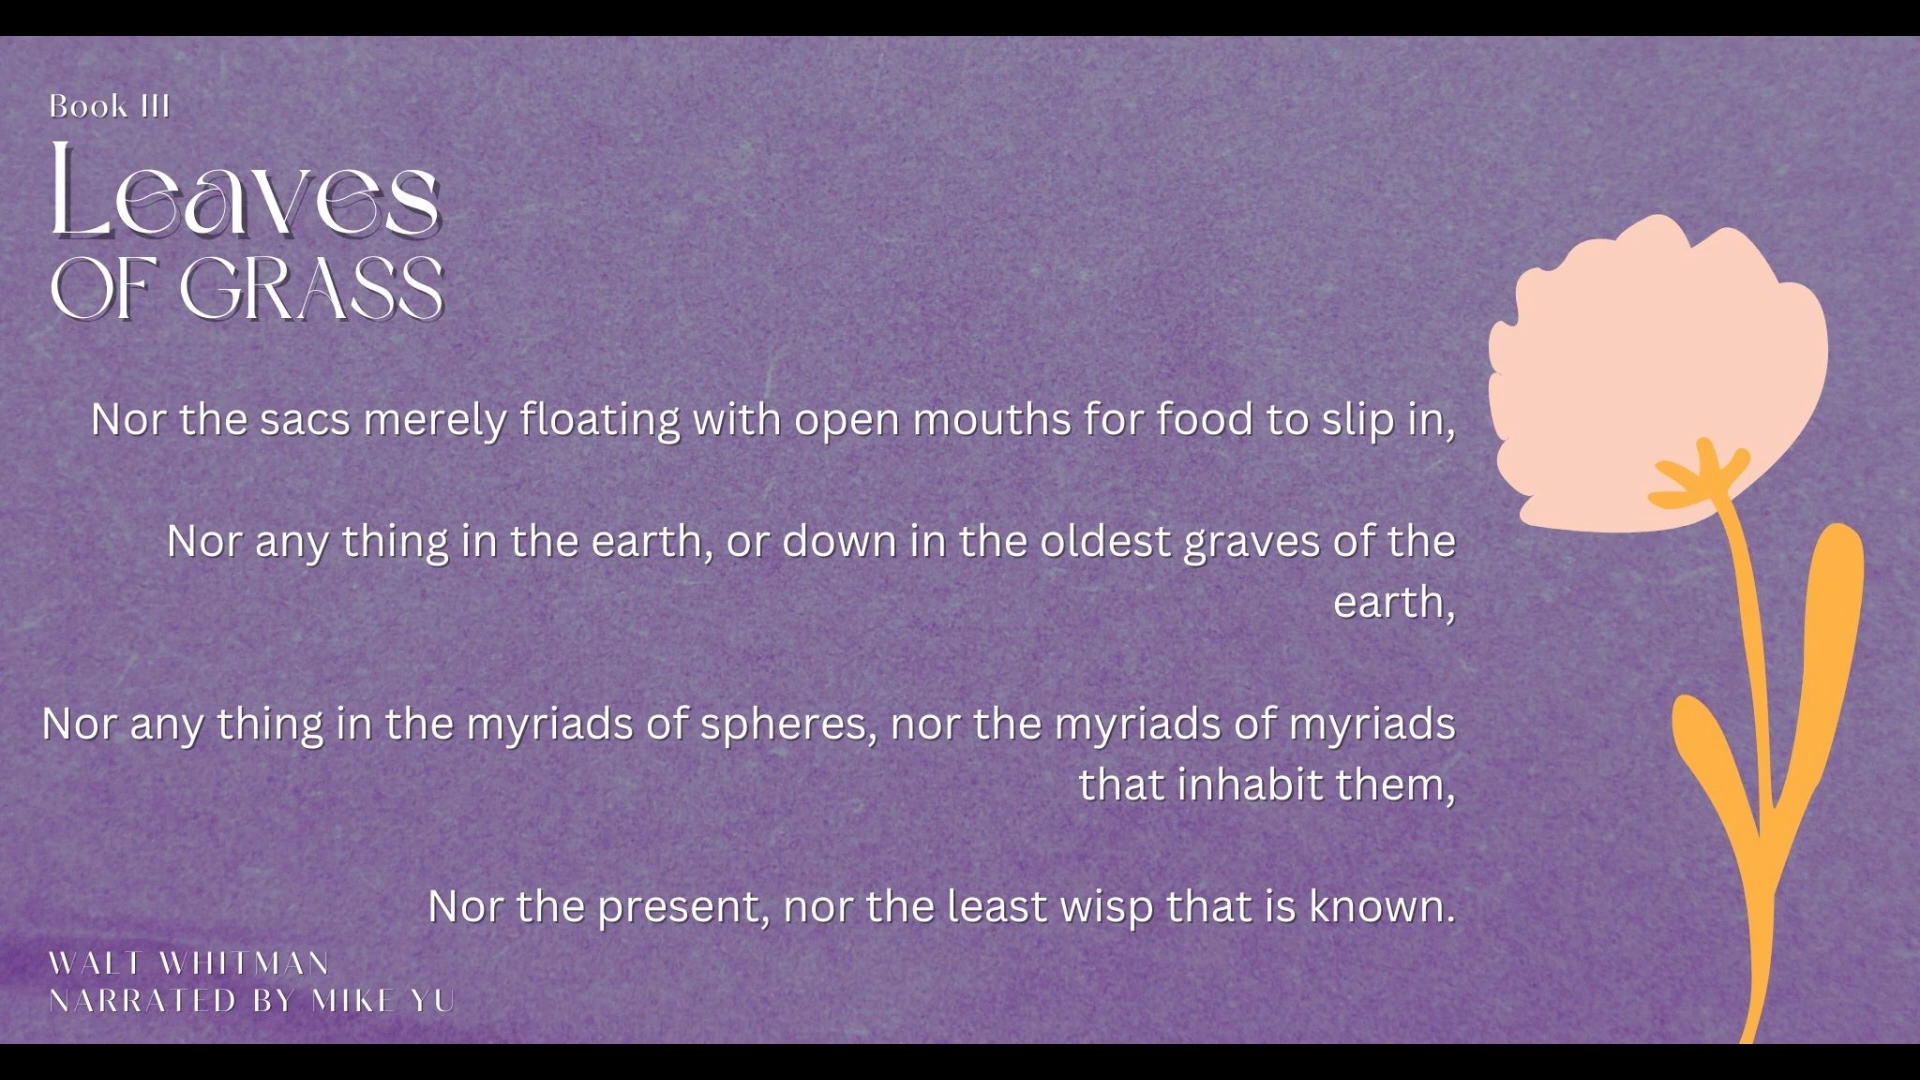 Book III
Leaves
OF GRASS
Nor the sacs merely floating with open mouths for food to slip in,
Nor any thing in the earth, or down in the oldest graves of the
earth,
Nor any thing in the myriads of spheres, nor the myriads of myriads
that inhabit them,
Nor the present, nor the least wisp that is known.
WALT WHITMAN
NARRATED BY MIKE YU